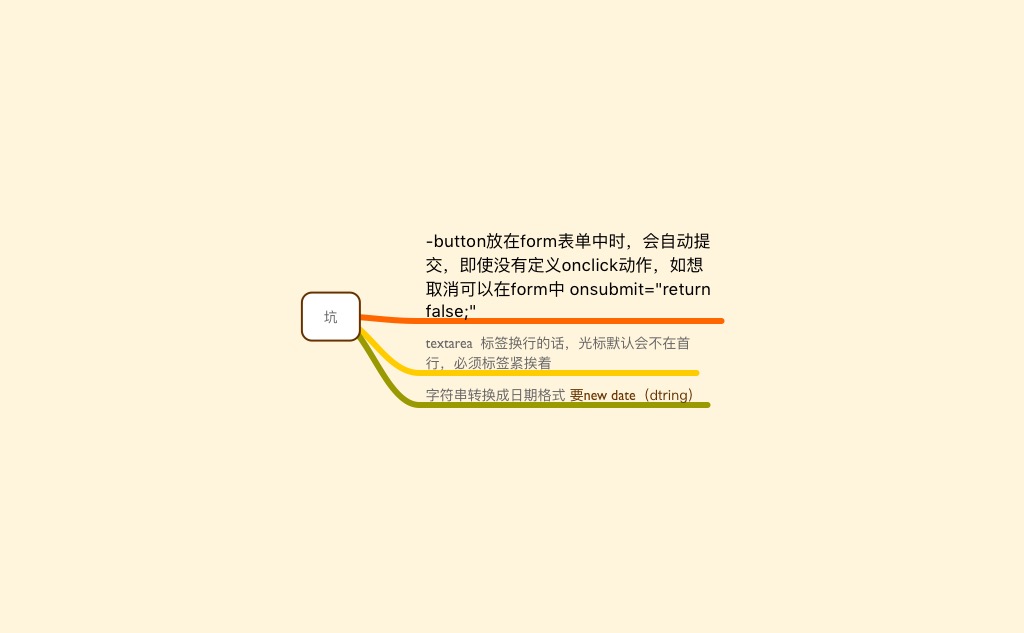 坑
-button放在form表单中时，会自动提
交，即使没有定义onclick动作，如想
取消可以在form中 onsubmit="return
false;"
textarea 标签换行的话，光标默认会不在首
行，必须标签紧挨着
字符串转换成日期格式 要new date（dtring）